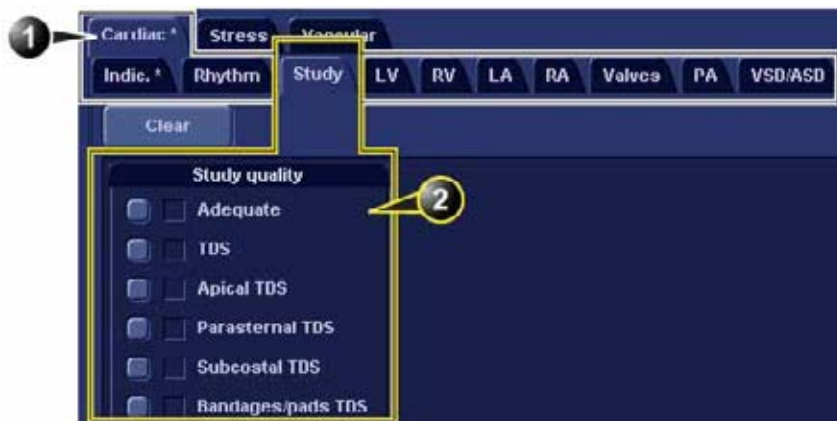 1
Cardiac * Stress Vascular
Indic. * Rhythm Study LV RV LA RA Valves PA VSD/ASD
Clear
Study quality
Adequate
2
TDS
Apical TDS
Parasternal TDS
Subcostal TDS
Bandages/pads TDS